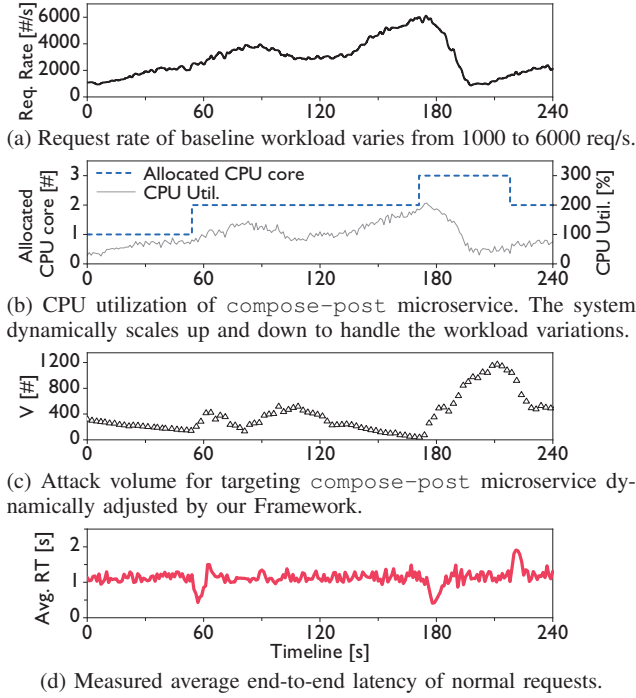 6000
4000
2000
0
Req. Rate [#/s]
0 60 120 180 240
(a) Request rate of baseline workload varies from 1000 to 6000 req/s.
3 300
2 200
1 100
0 0
Allocated
CPU core [#]
CPU Util. [%]
Allocated CPU core
CPU Util.
0 60 120 180 240
(b) CPU utilization of compose-post microservice. The system
dynamically scales up and down to handle the workload variations.
1200
800
400
0
V [#]
0 60 120 180 240
(c) Attack volume for targeting compose-post microservice dy-
namically adjusted by our Framework.
2
1
0
Avg. RT [s]
0 60 120 180 240
Timeline [s]
(d) Measured average end-to-end latency of normal requests.